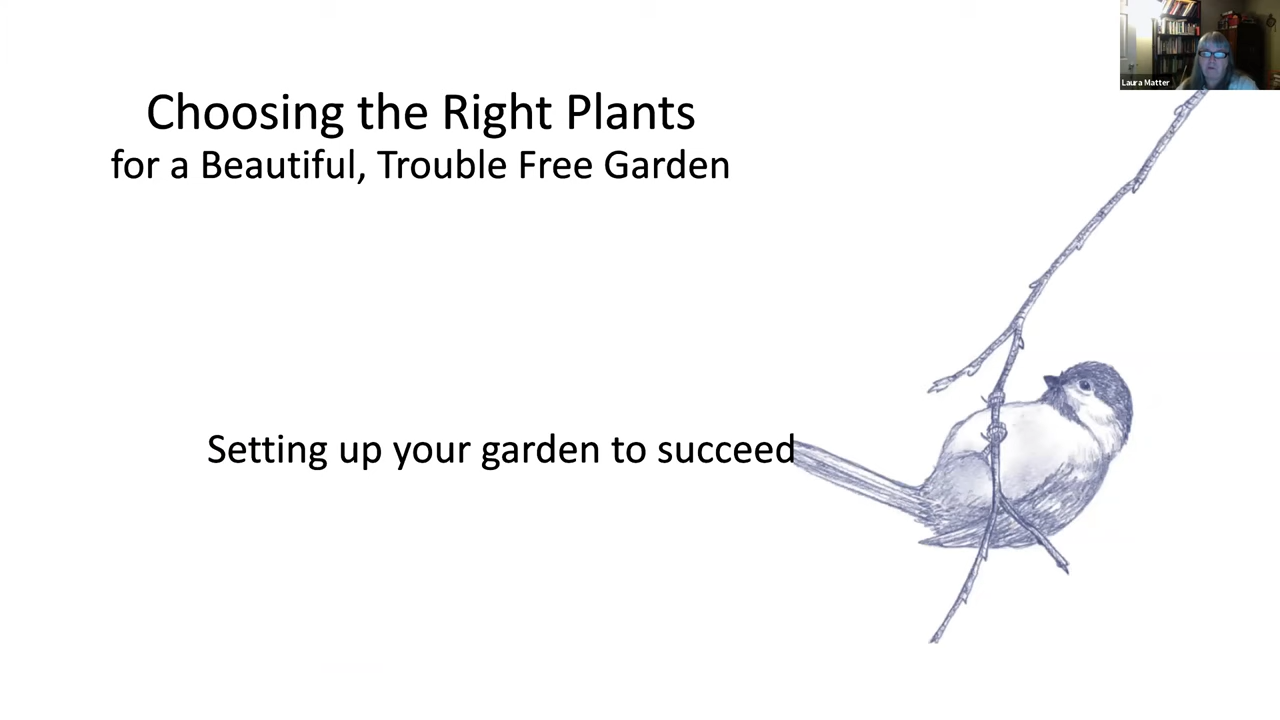 Laura Matter
Choosing the Right Plants
for a Beautiful, Trouble Free Garden
Setting up your garden to succeed